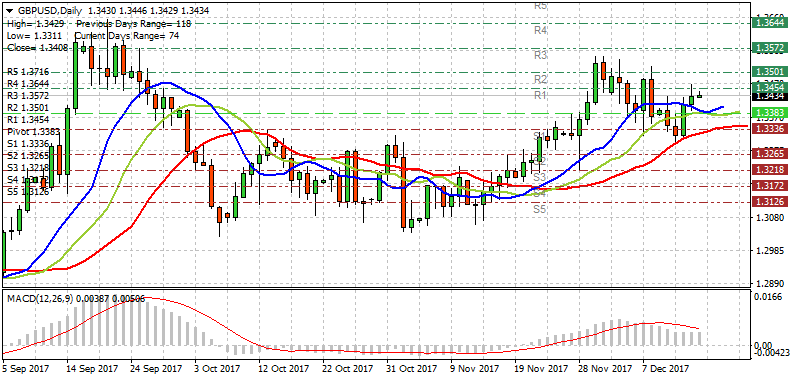 GBPUSD,Daily 1.3430 1.3446 1.3429 1.3434
High= 1.3429 Previous Days Range= 118
Low= 1.3311 Current Days Range= 74
Close= 1.3408
R5 1.3716
R4 1.3644
R3 1.3572
R2 1.3501
R1 1.3454
Pivot 1.3383
S1 1.3336
S2 1.3265
S3 1.3218
S4 1.3172
S5 1.3126
R5
R4
R3
R2
R1
S3
S4
S5
1.3644
1.3572
1.3501
1.3454
1.3434
1.3383
1.3336
1.3265
1.3218
1.3172
1.3126
1.3080
1.2985
1.2890
MACD(12,26,9) 0.00387 0.00506
0.0166
0.00
-0.00423
5 Sep 2017
14 Sep 2017
24 Sep 2017
3 Oct 2017
12 Oct 2017
22 Oct 2017
31 Oct 2017
9 Nov 2017
19 Nov 2017
28 Nov 2017
7 Dec 2017